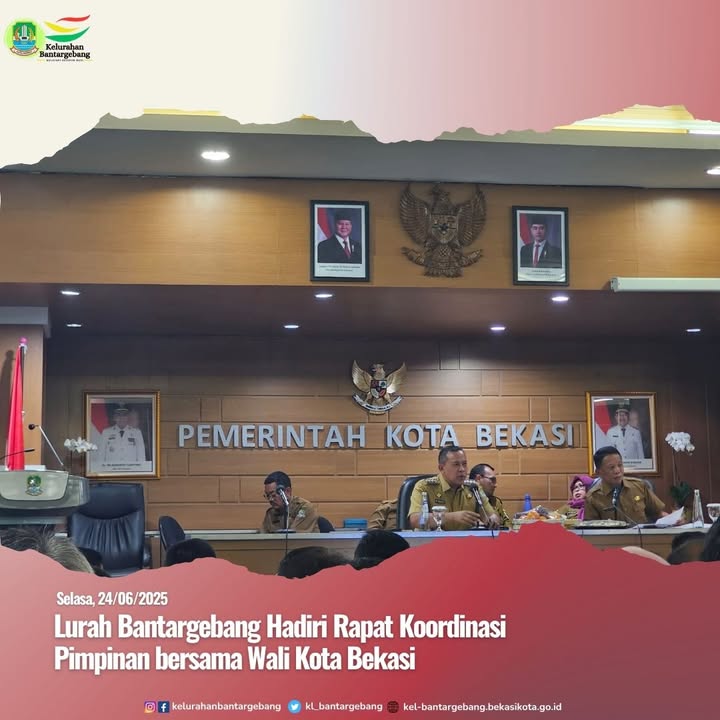 Kelurahan
Bantargebang
PEMERINTAH KOTA BEKASI
Selasa, 24/06/2025
Lurah Bantargebang Hadiri Rapat Koordinasi
Pimpinan bersama Wali Kota Bekasi
kelurahanbantargebang kl_bantargebang kel-bantargebang.bekasikota.go.id